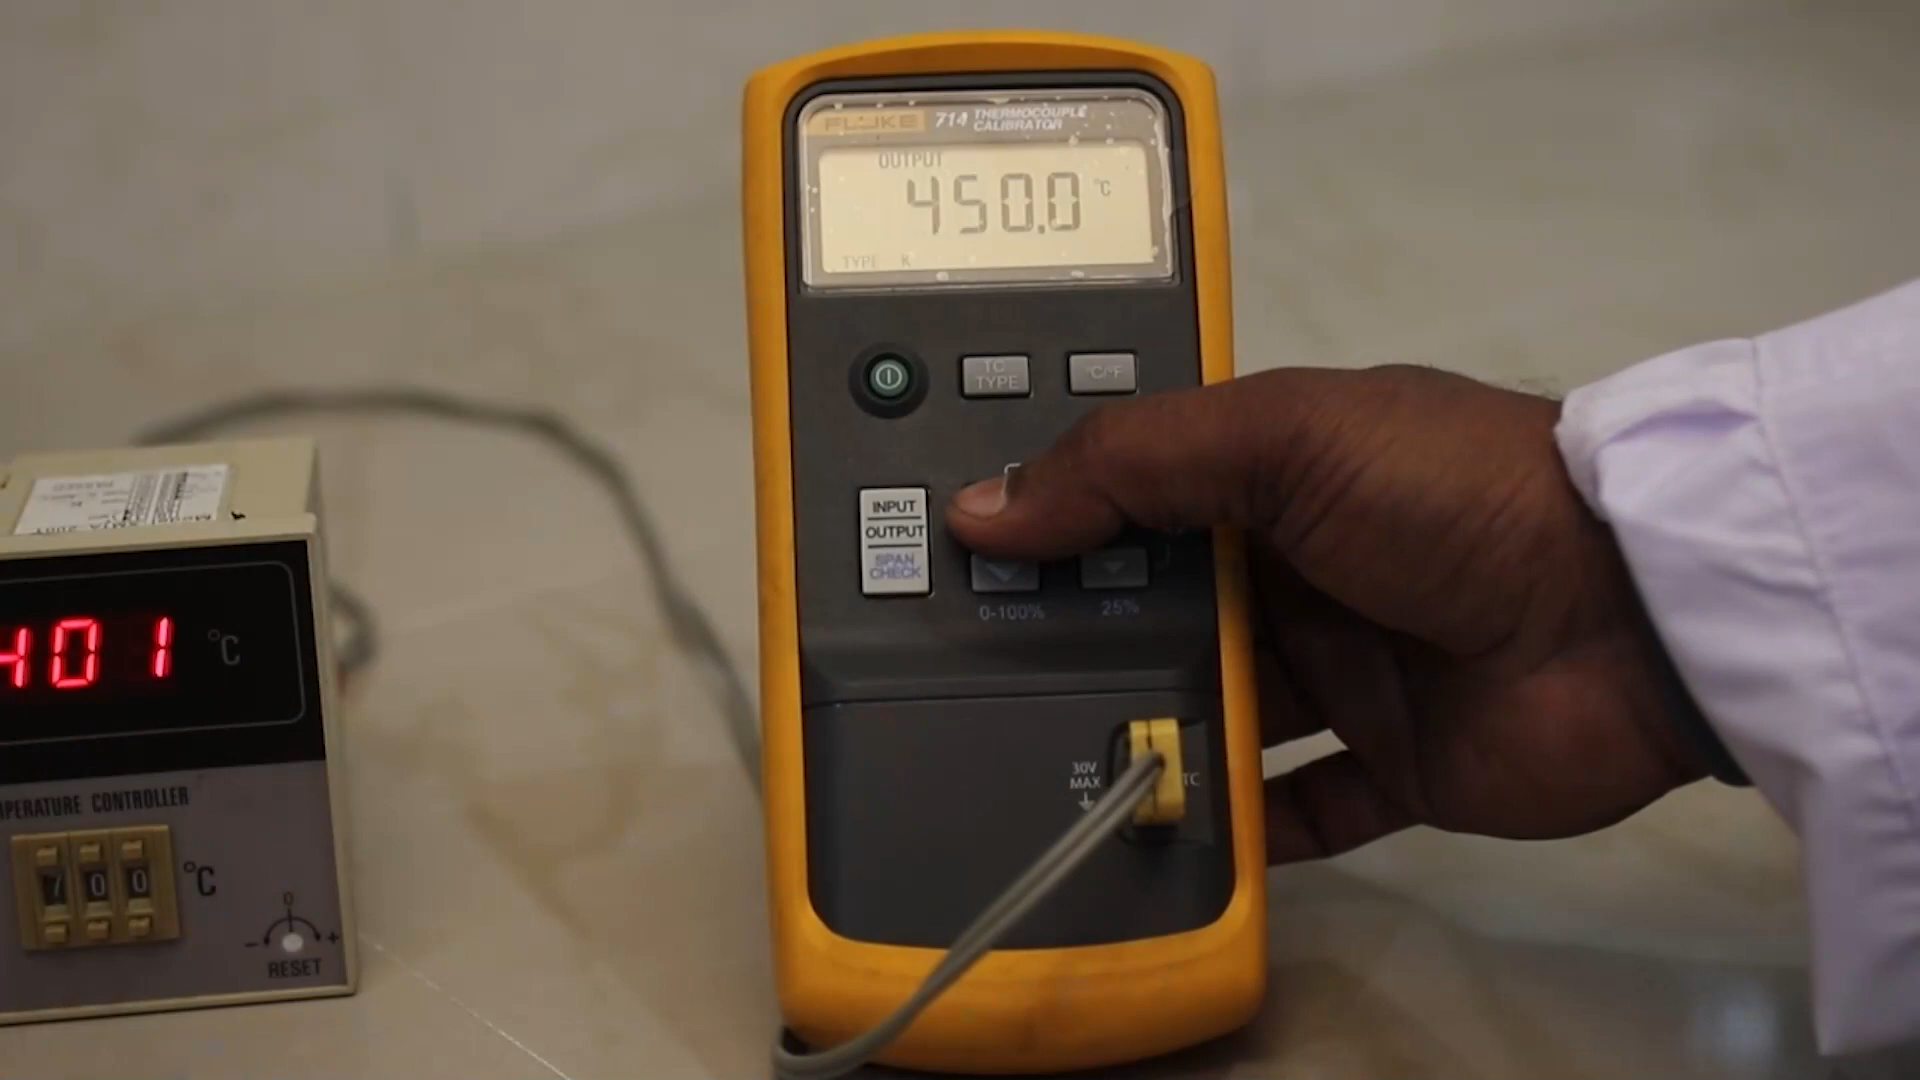 FLUKE 714 THERMOCOUPLE
CALIBRATOR
OUTPUT
450.0 °C
TYPE K
TC
TYPE
°C/°F
INPUT
OUTPUT
SPAN
CHECK
0-100%
25%
30V
MAX
TC
PASSED
401 °C
PERATURE CONTROLLER
700 °C
0
- +
RESET